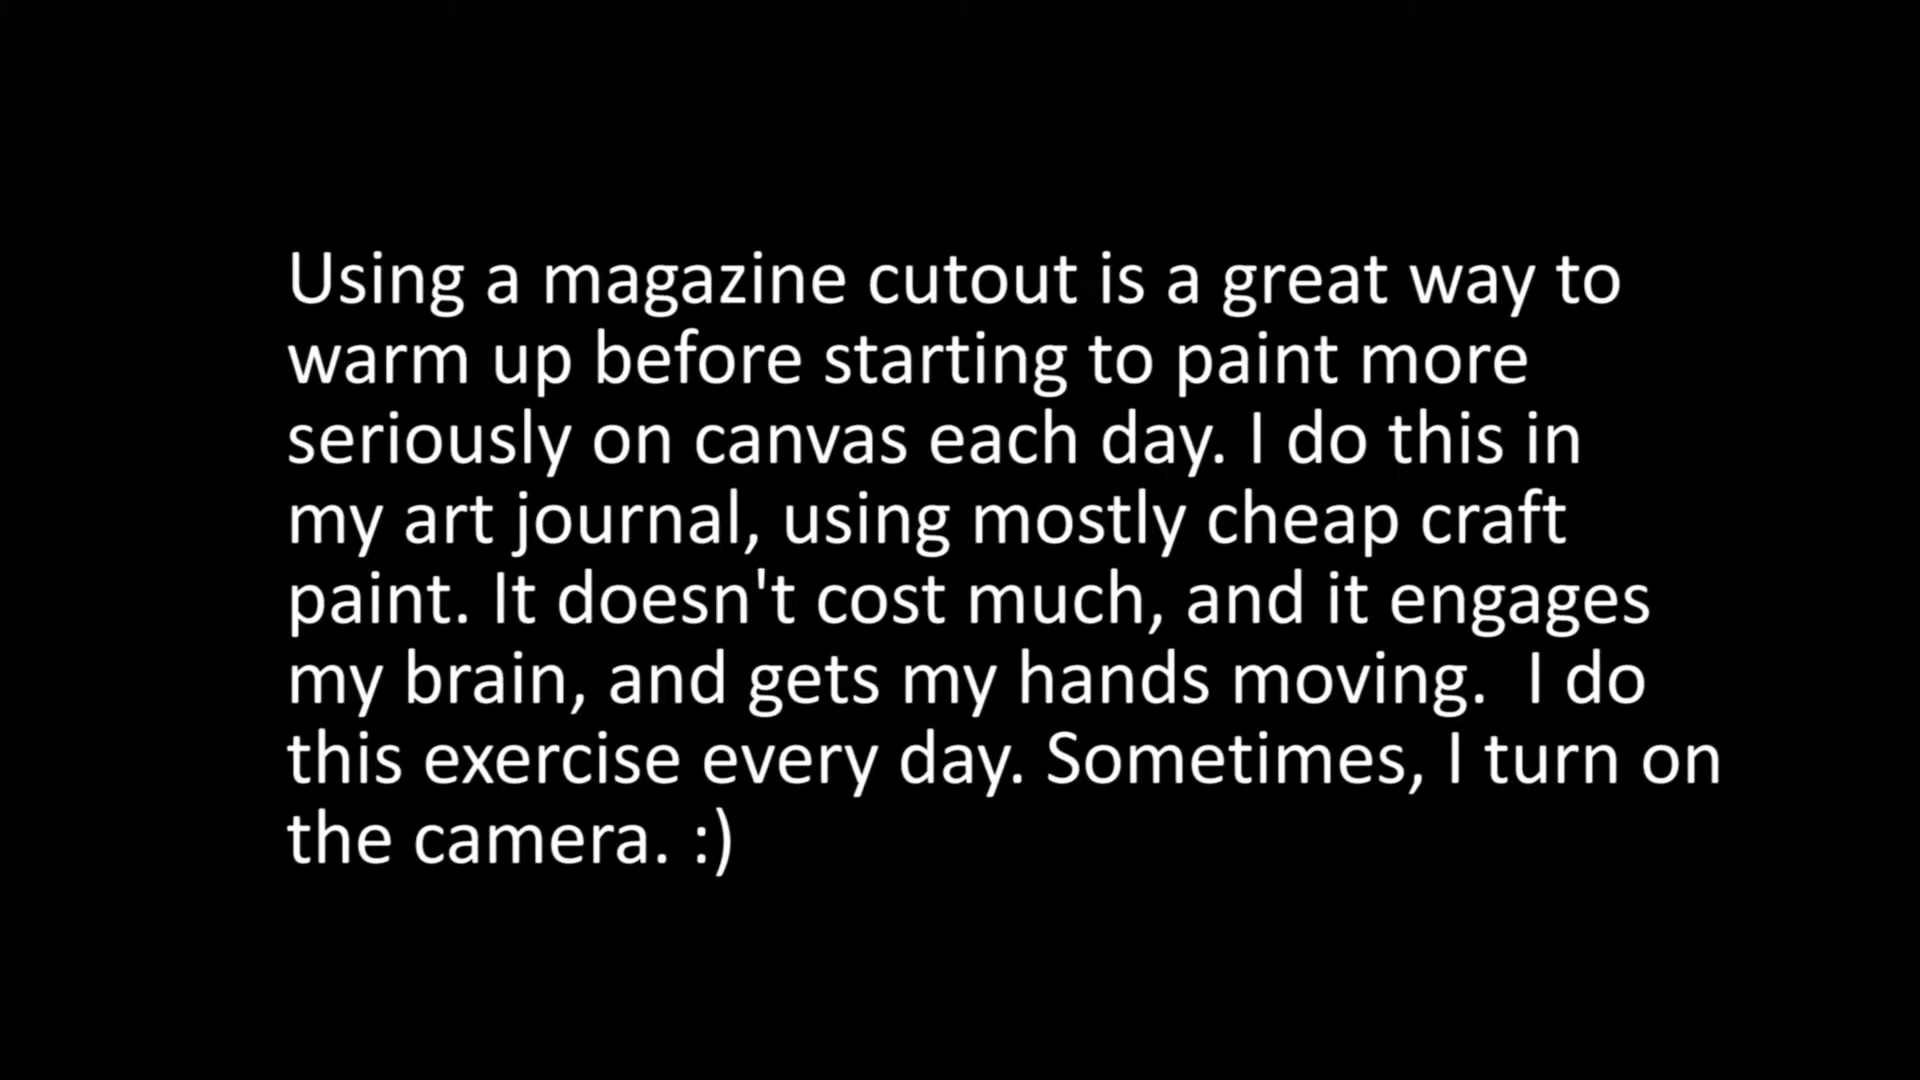 Using a magazine cutout is a great way to
warm up before starting to paint more
seriously on canvas each day. I do this in
my art journal, using mostly cheap craft
paint. It doesn't cost much, and it engages
my brain, and gets my hands moving.  I do
this exercise every day. Sometimes, I turn on
the camera. :)